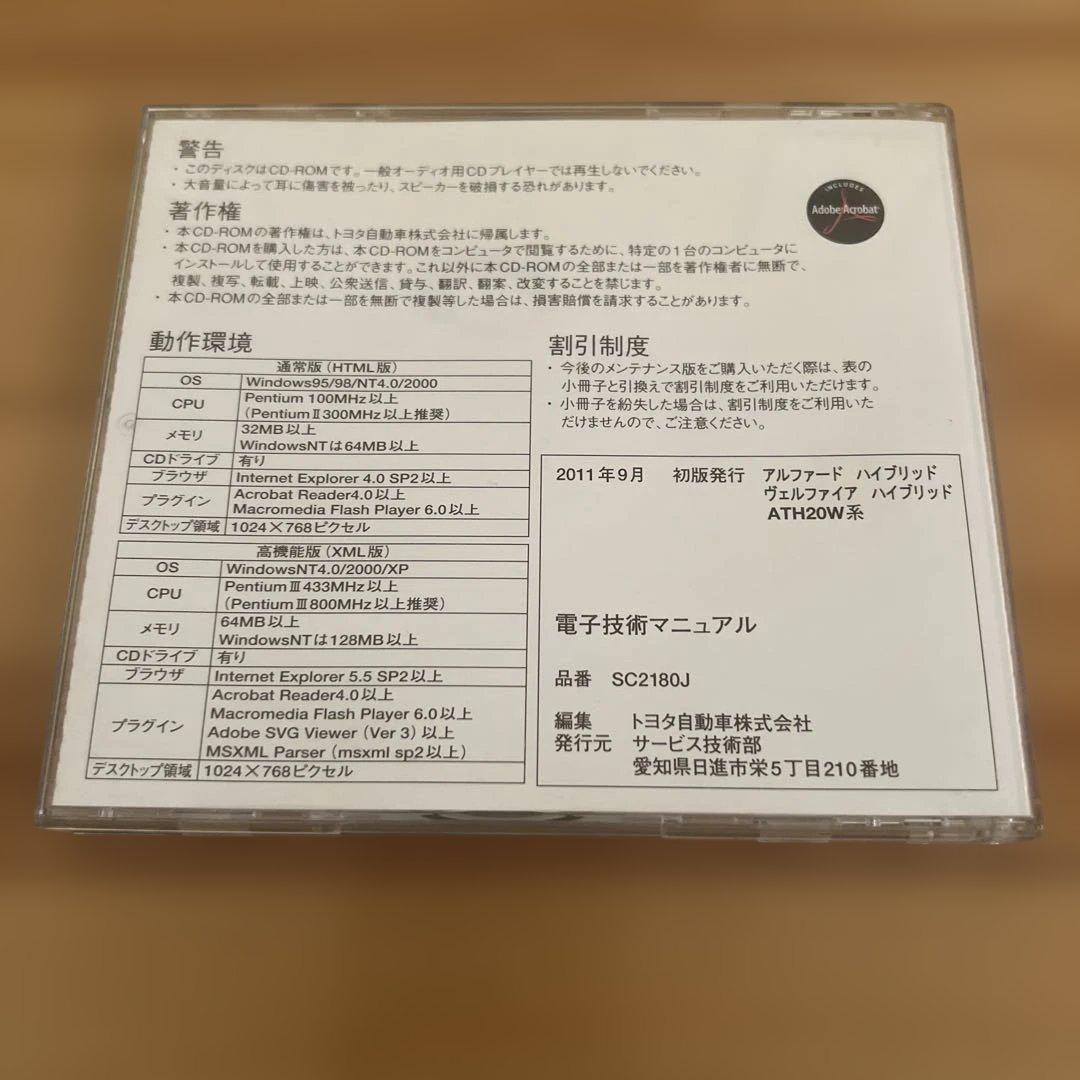 警告
・このディスクはCD-ROMです。一般オーディオ用CDプレイヤーでは再生しないでください。
・大音量によって耳に傷害を被ったり、スピーカーを破損する恐れがあります。
INCLUDES
Adobe Acrobat
著作権
・本CD-ROMの著作権は、トヨタ自動車株式会社に帰属します。
・本CD-ROMを購入した方は、本CD-ROMをコンピュータで閲覧するために、特定の1台のコンピュータに
インストールして使用することができます。これ以外に本CD-ROMの全部または一部を著作権者に無断で、
複製、複写、転載、上映、公衆送信、貸与、翻訳、翻案、改変することを禁じます。
・本CD-ROMの全部または一部を無断で複製等した場合は、損害賠償を請求することがあります。
動作環境
通常版（HTML版）
OS Windows95/98/NT4.0/2000
CPU Pentium 100MHz以上
（PentiumⅡ300MHz以上推奨）
メモリ 32MB以上
WindowsNTは64MB以上
CDドライブ 有り
ブラウザ Internet Explorer 4.0 SP2以上
プラグイン Acrobat Reader4.0以上
Macromedia Flash Player 6.0以上
デスクトップ領域 1024×768ピクセル
高機能版（XML版）
OS WindowsNT4.0/2000/XP
CPU PentiumⅢ433MHz以上
（PentiumⅢ800MHz以上推奨）
メモリ 64MB以上
WindowsNTは128MB以上
CDドライブ 有り
ブラウザ Internet Explorer 5.5 SP2以上
プラグイン Acrobat Reader4.0以上
Macromedia Flash Player 6.0以上
Adobe SVG Viewer（Ver 3）以上
MSXML Parser（msxml sp2以上）
デスクトップ領域 1024×768ピクセル
割引制度
・今後のメンテナンス版をご購入いただく際は、表の
小冊子と引換えで割引制度をご利用いただけます。
・小冊子を紛失した場合は、割引制度をご利用いた
だけませんので、ご注意ください。
2011年9月 初版発行 アルファード ハイブリッド
ヴェルファイア ハイブリッド
ATH20W系
電子技術マニュアル
品番 SC2180J
編集 トヨタ自動車株式会社
発行元 サービス技術部
愛知県日進市栄5丁目210番地